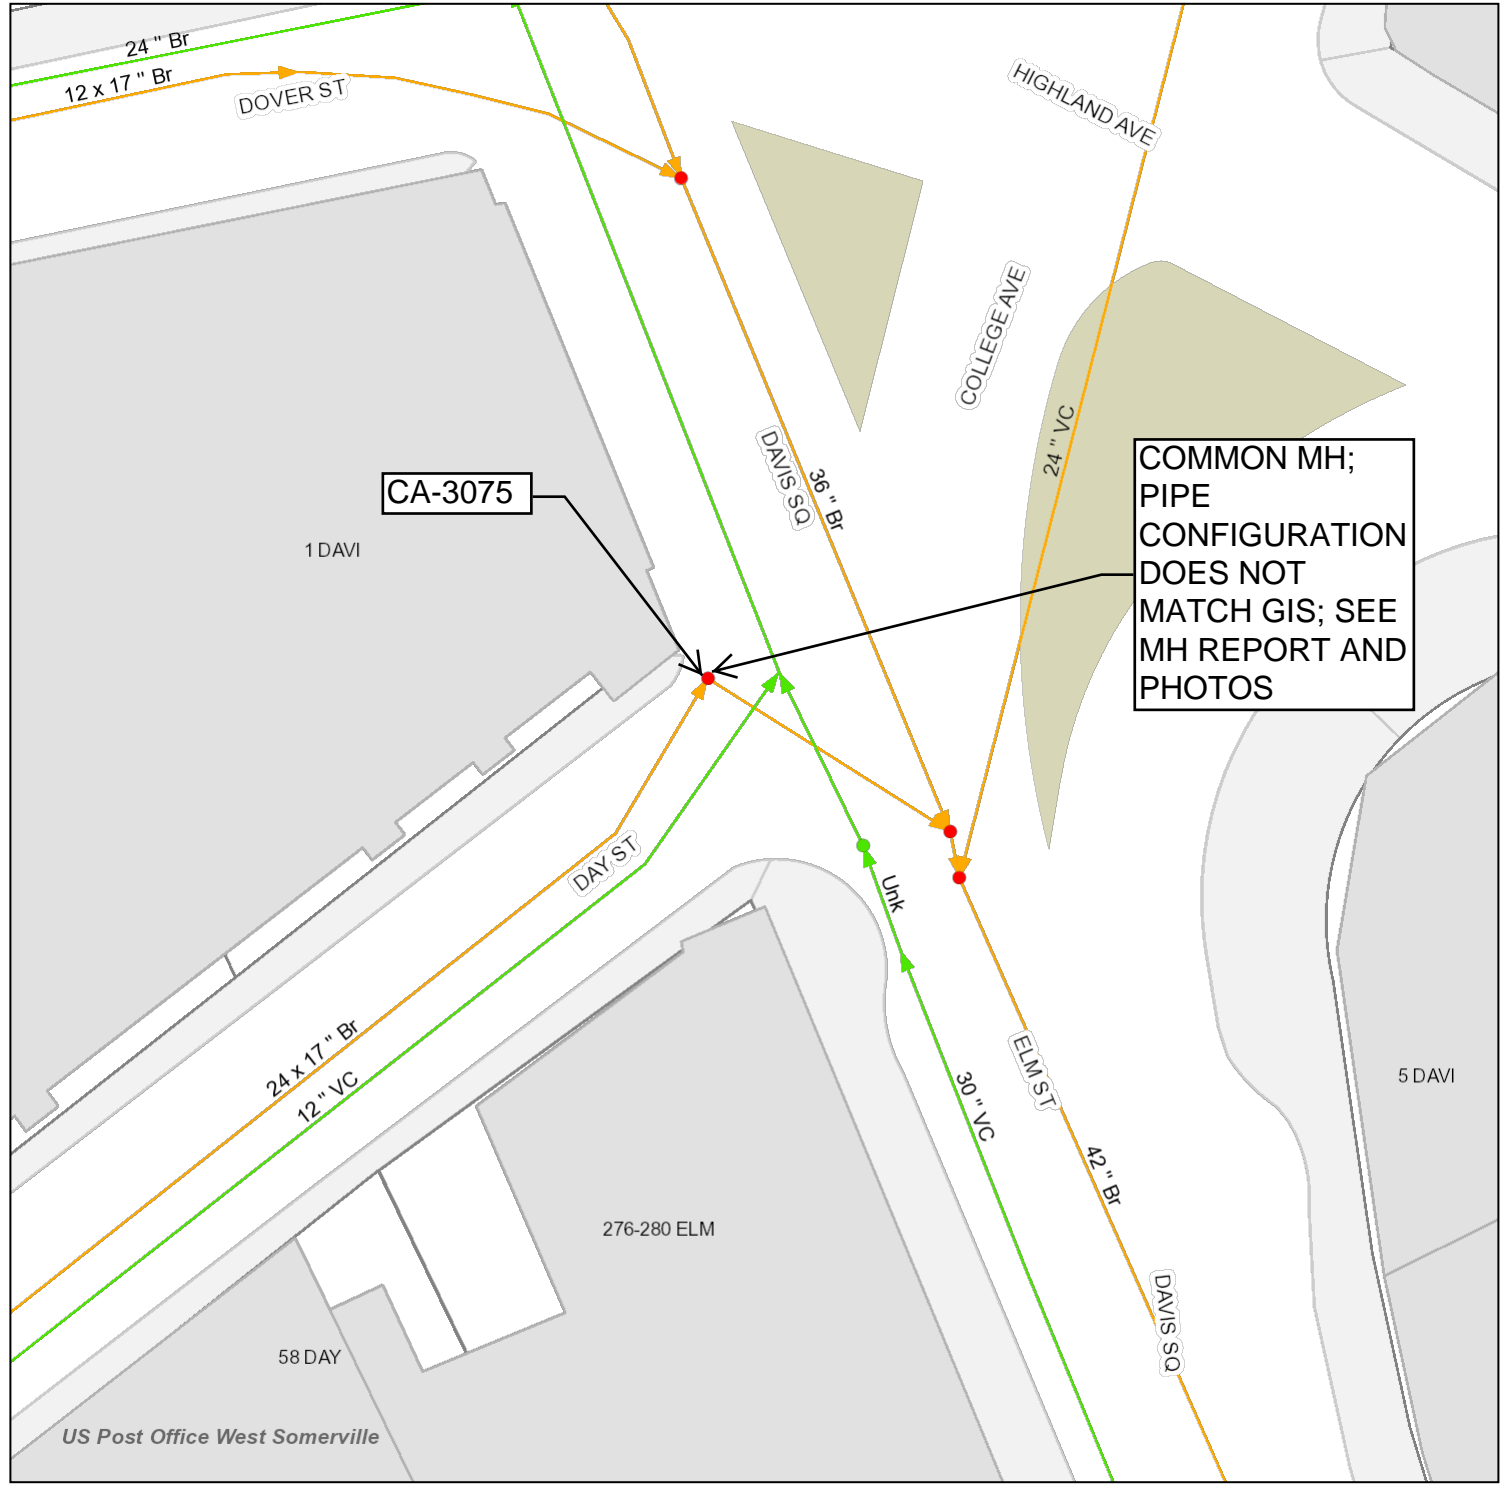 24 " Br
12 x 17 " Br
DOVER ST
HIGHLAND AVE
COLLEGE AVE
24 " VC
DAVIS SQ
36 " Br
COMMON MH;
PIPE
CONFIGURATION
DOES NOT
MATCH GIS; SEE
MH REPORT AND
PHOTOS
CA-3075
1 DAVI
DAY ST
Unk
24 x 17 " Br
12 " VC
ELM ST
30 " VC
42 " Br
5 DAVI
276-280 ELM
DAVIS SQ
58 DAY
US Post Office West Somerville